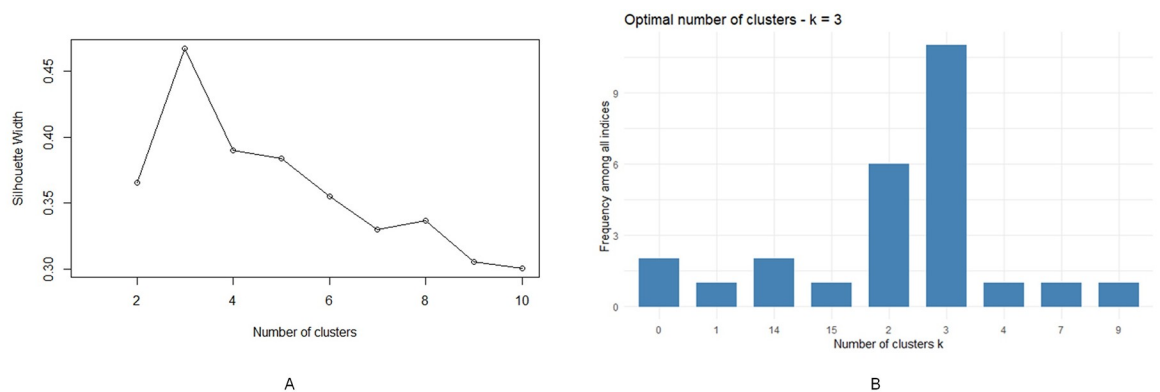 Silhouette Width
0.45
0.40
0.35
0.30
2 4 6 8 10
Number of clusters
A
Optimal number of clusters - k = 3
Frequency among all indices
9
6
3
0
0 1 14 15 2 3 4 7 9
Number of clusters k
B